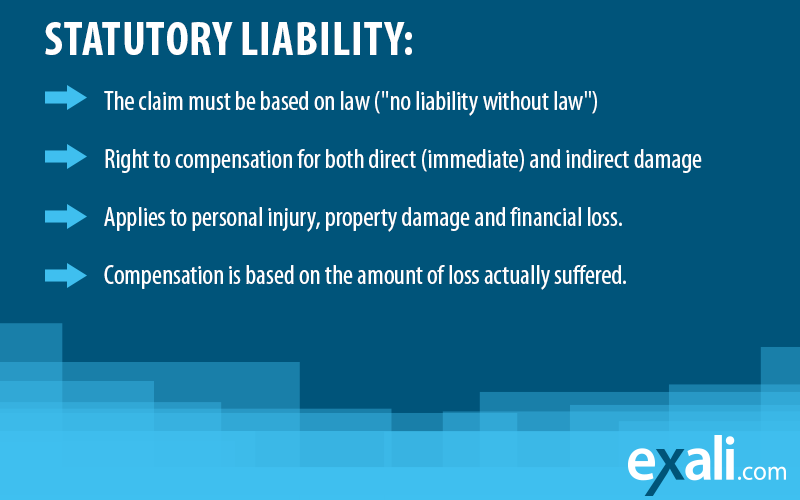 STATUTORY LIABILITY:
The claim must be based on law ("no liability without law")
Right to compensation for both direct (immediate) and indirect damage
Applies to personal injury, property damage and financial loss.
Compensation is based on the amount of loss actually suffered.
exali.com